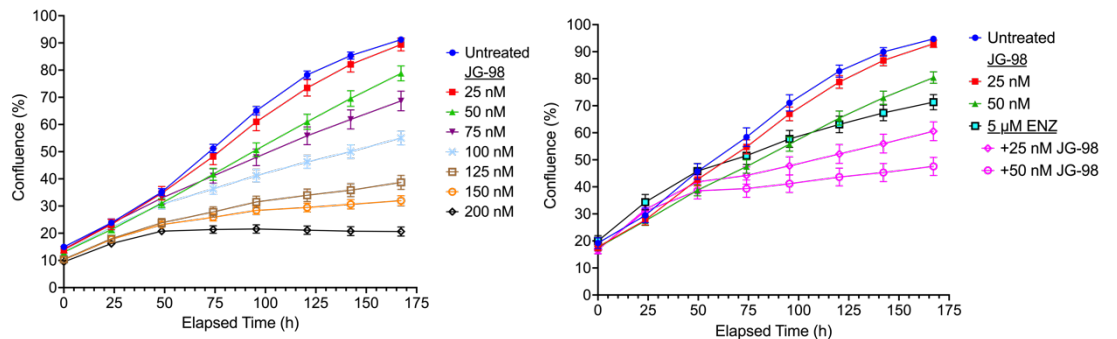 Confluence (%)
100
90
80
70
60
50
40
30
20
10
0
0 25 50 75 100 125 150 175
Elapsed Time (h)
Untreated
JG-98
25 nM
50 nM
75 nM
100 nM
125 nM
150 nM
200 nM
Confluence (%)
100
90
80
70
60
50
40
30
20
10
0
0 25 50 75 100 125 150 175
Elapsed Time (h)
Untreated
JG-98
25 nM
50 nM
5 µM ENZ
+25 nM JG-98
+50 nM JG-98